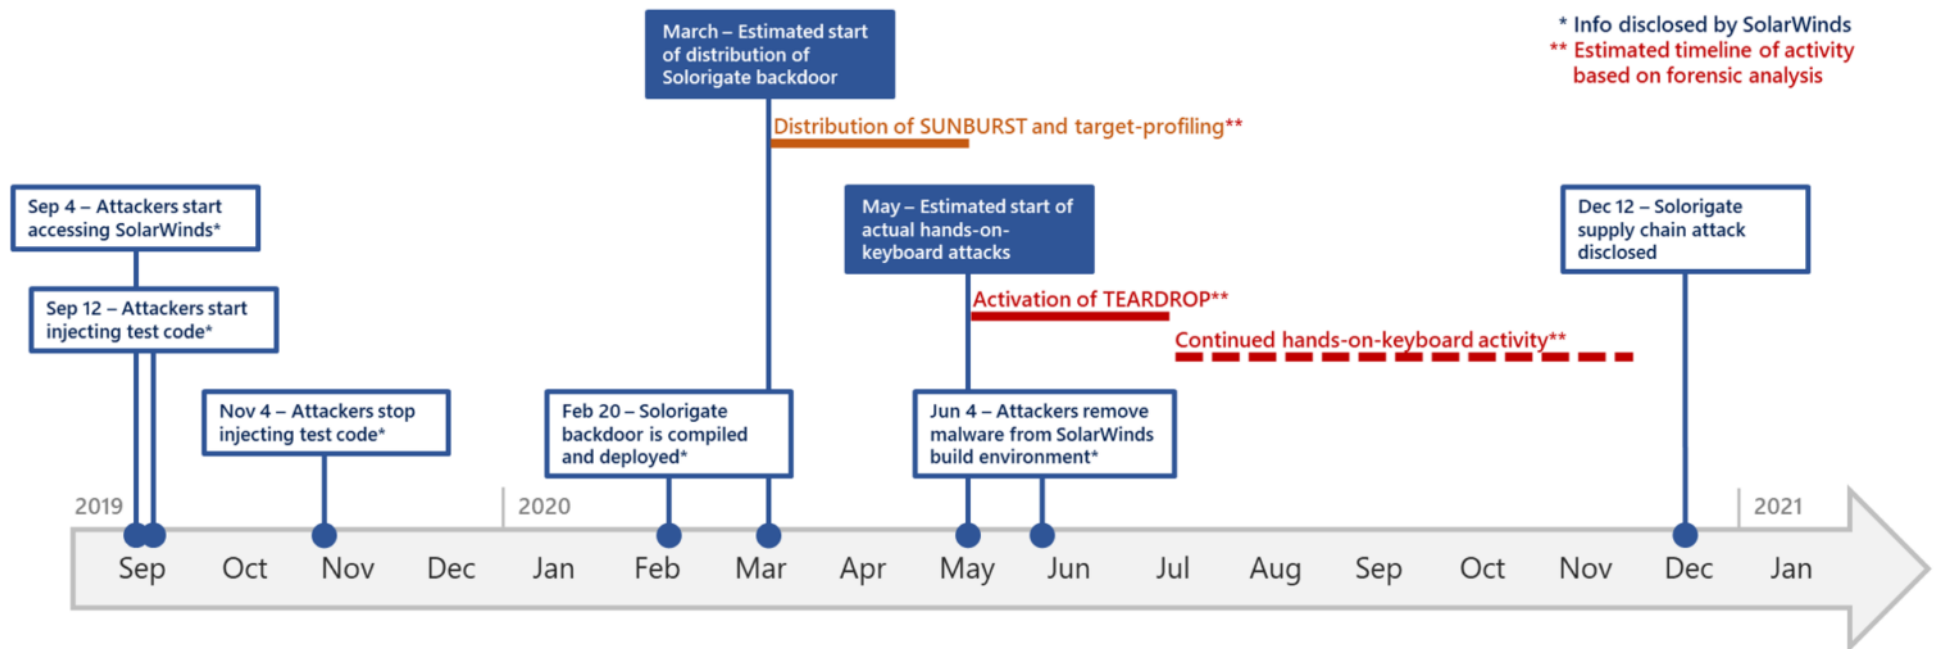 * Info disclosed by SolarWinds
** Estimated timeline of activity
based on forensic analysis
March – Estimated start
of distribution of
Solorigate backdoor
Distribution of SUNBURST and target-profiling**
Sep 4 – Attackers start
accessing SolarWinds*
May – Estimated start of
actual hands-on-
keyboard attacks
Dec 12 – Solorigate
supply chain attack
disclosed
Sep 12 – Attackers start
injecting test code*
Activation of TEARDROP**
Continued hands-on-keyboard activity**
Nov 4 – Attackers stop
injecting test code*
Feb 20 – Solorigate
backdoor is compiled
and deployed*
Jun 4 – Attackers remove
malware from SolarWinds
build environment*
2019
2020
2021
Sep Oct Nov Dec Jan Feb Mar Apr May Jun Jul Aug Sep Oct Nov Dec Jan